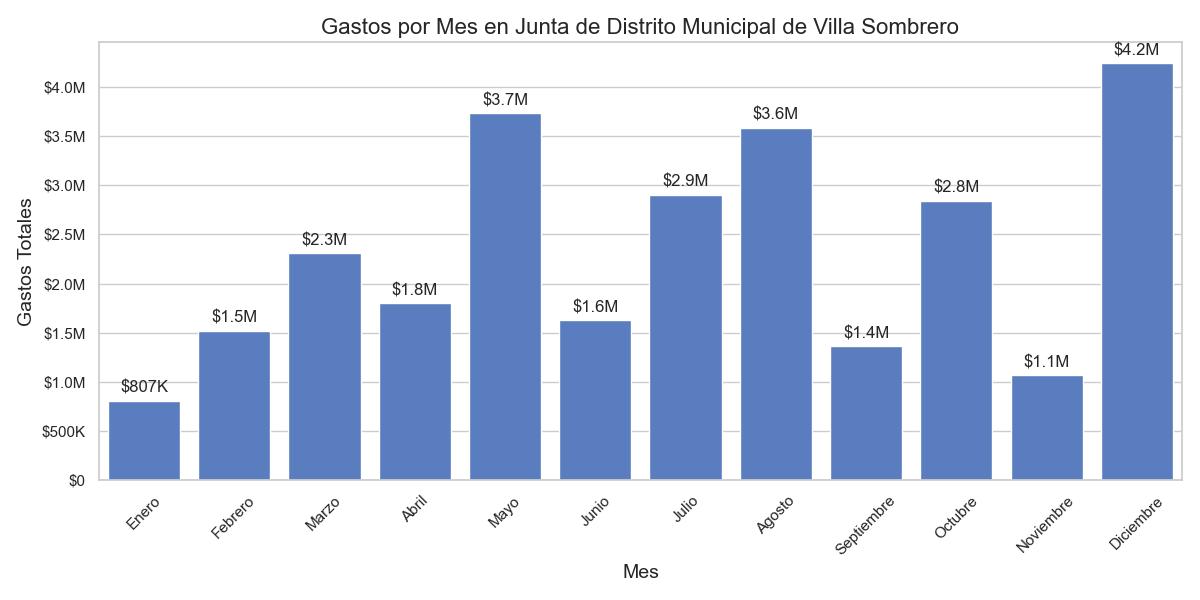 Gastos por Mes en Junta de Distrito Municipal de Villa Sombrero
Gastos Totales
$4.0M
$3.5M
$3.0M
$2.5M
$2.0M
$1.5M
$1.0M
$500K
$0
$807K
$1.5M
$2.3M
$1.8M
$3.7M
$1.6M
$2.9M
$3.6M
$1.4M
$2.8M
$1.1M
$4.2M
Enero
Febrero
Marzo
Abril
Mayo
Junio
Julio
Agosto
Septiembre
Octubre
Noviembre
Diciembre
Mes